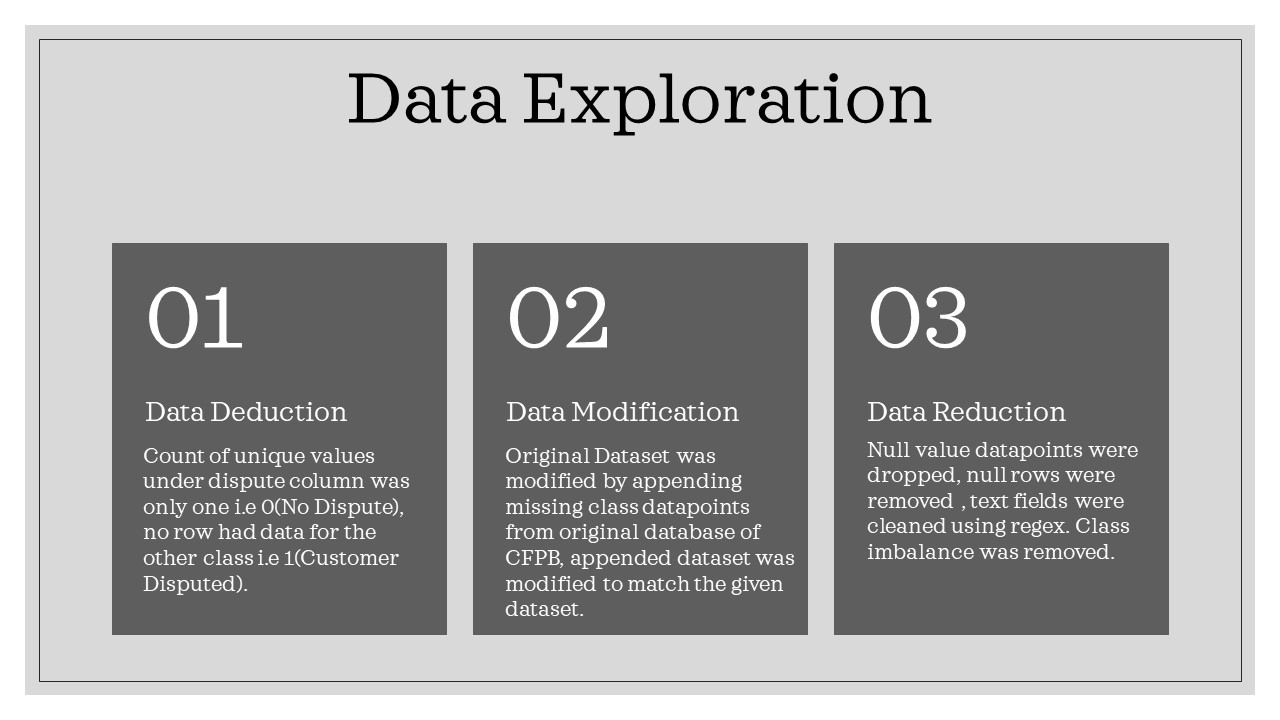 Data Exploration
01
Data Deduction
Count of unique values
under dispute column was
only one i.e 0(No Dispute),
no row had data for the
other class i.e 1(Customer
Disputed).
02
Data Modification
Original Dataset was
modified by appending
missing class datapoints
from original database of
CFPB, appended dataset was
modified to match the given
dataset.
03
Data Reduction
Null value datapoints were
dropped, null rows were
removed , text fields were
cleaned using regex. Class
imbalance was removed.